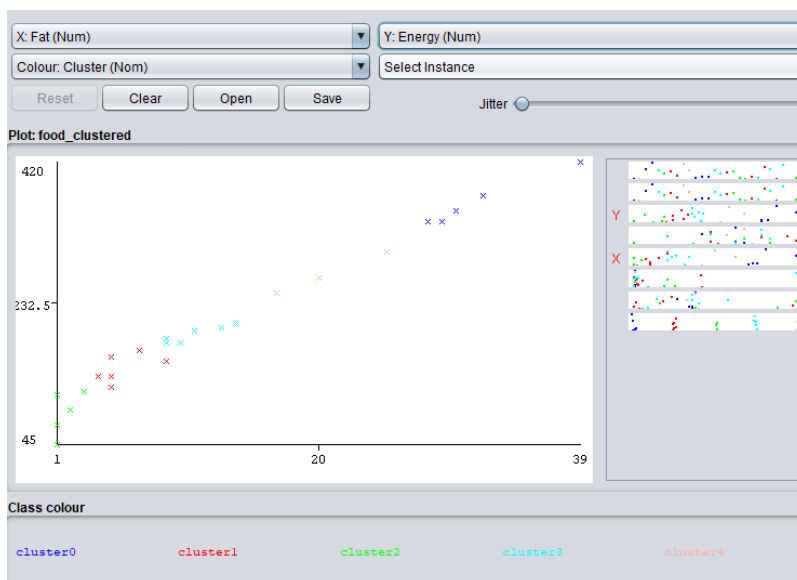 X: Fat (Num) Y: Energy (Num)
Colour: Cluster (Nom) Select Instance
Reset Clear Open Save Jitter
Plot: food_clustered
420
232.5
45
1 20 39
Y
X
Class colour
cluster0 cluster1 cluster2 cluster3 cluster4